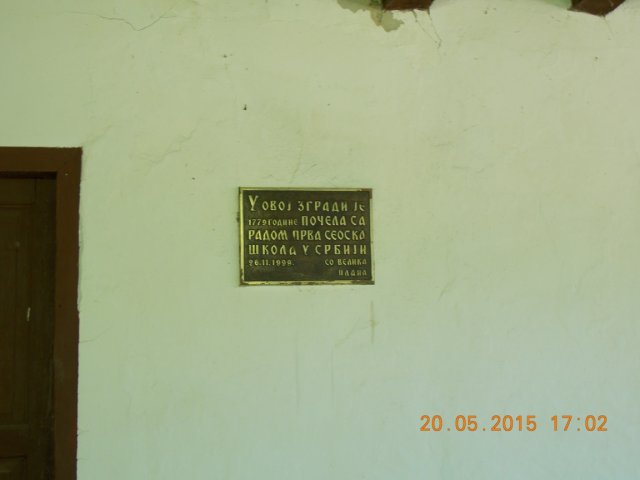 У овој згради је
1779 године почела са
радом прва сеоска
школа у Србији
26.11.1999. СО Велика
Плана
20.05.2015 17:02